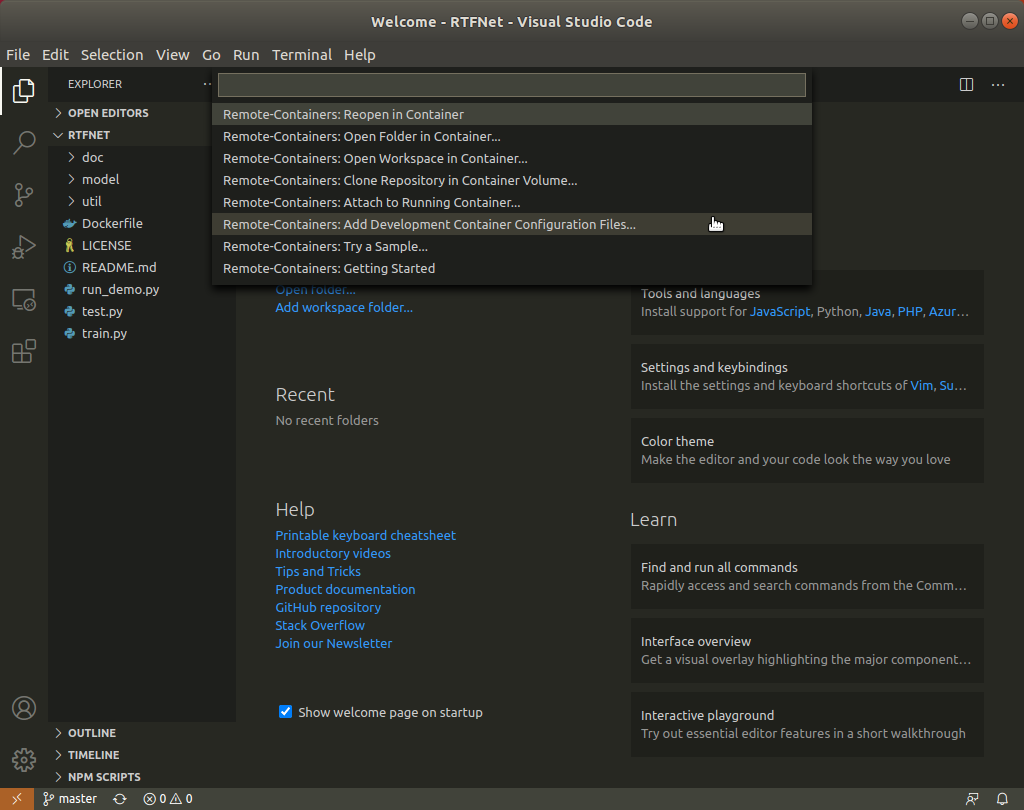 Welcome - RTFNet - Visual Studio Code
File Edit Selection View Go Run Terminal Help
EXPLORER
OPEN EDITORS
RTFNET
doc
model
util
Dockerfile
LICENSE
README.md
run_demo.py
test.py
train.py
OUTLINE
TIMELINE
NPM SCRIPTS
Remote-Containers: Reopen in Container
Remote-Containers: Open Folder in Container...
Remote-Containers: Open Workspace in Container...
Remote-Containers: Clone Repository in Container Volume...
Remote-Containers: Attach to Running Container...
Remote-Containers: Add Development Container Configuration Files...
Remote-Containers: Try a Sample...
Remote-Containers: Getting Started
Open folder...
Add workspace folder...
Recent
No recent folders
Help
Printable keyboard cheatsheet
Introductory videos
Tips and Tricks
Product documentation
GitHub repository
Stack Overflow
Join our Newsletter
Show welcome page on startup
Tools and languages
Install support for JavaScript, Python, Java, PHP, Azur...
Settings and keybindings
Install the settings and keyboard shortcuts of Vim, Su...
Color theme
Make the editor and your code look the way you love
Learn
Find and run all commands
Rapidly access and search commands from the Comm...
Interface overview
Get a visual overlay highlighting the major component...
Interactive playground
Try out essential editor features in a short walkthrough
master 0 0